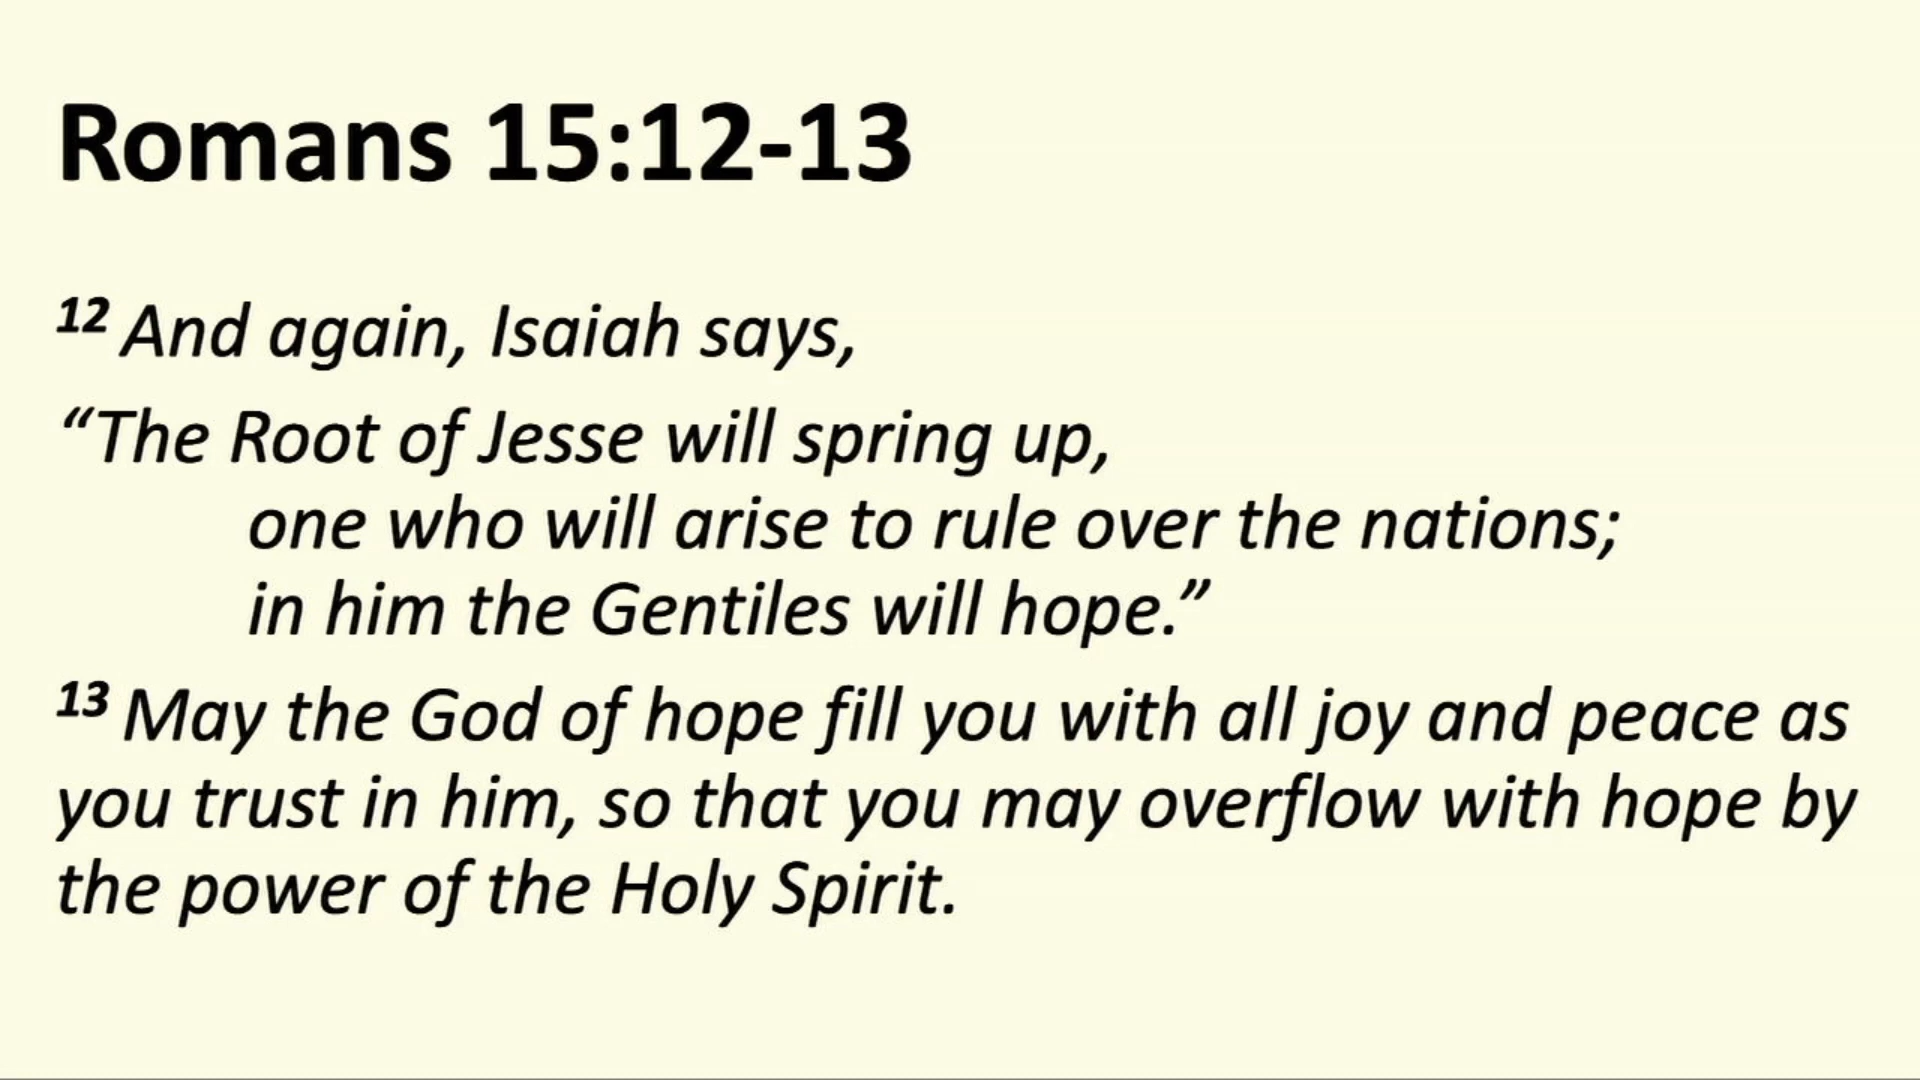 Romans 15:12-13
12 And again, Isaiah says,
“The Root of Jesse will spring up,
one who will arise to rule over the nations;
in him the Gentiles will hope.”
13 May the God of hope fill you with all joy and peace as
you trust in him, so that you may overflow with hope by
the power of the Holy Spirit.